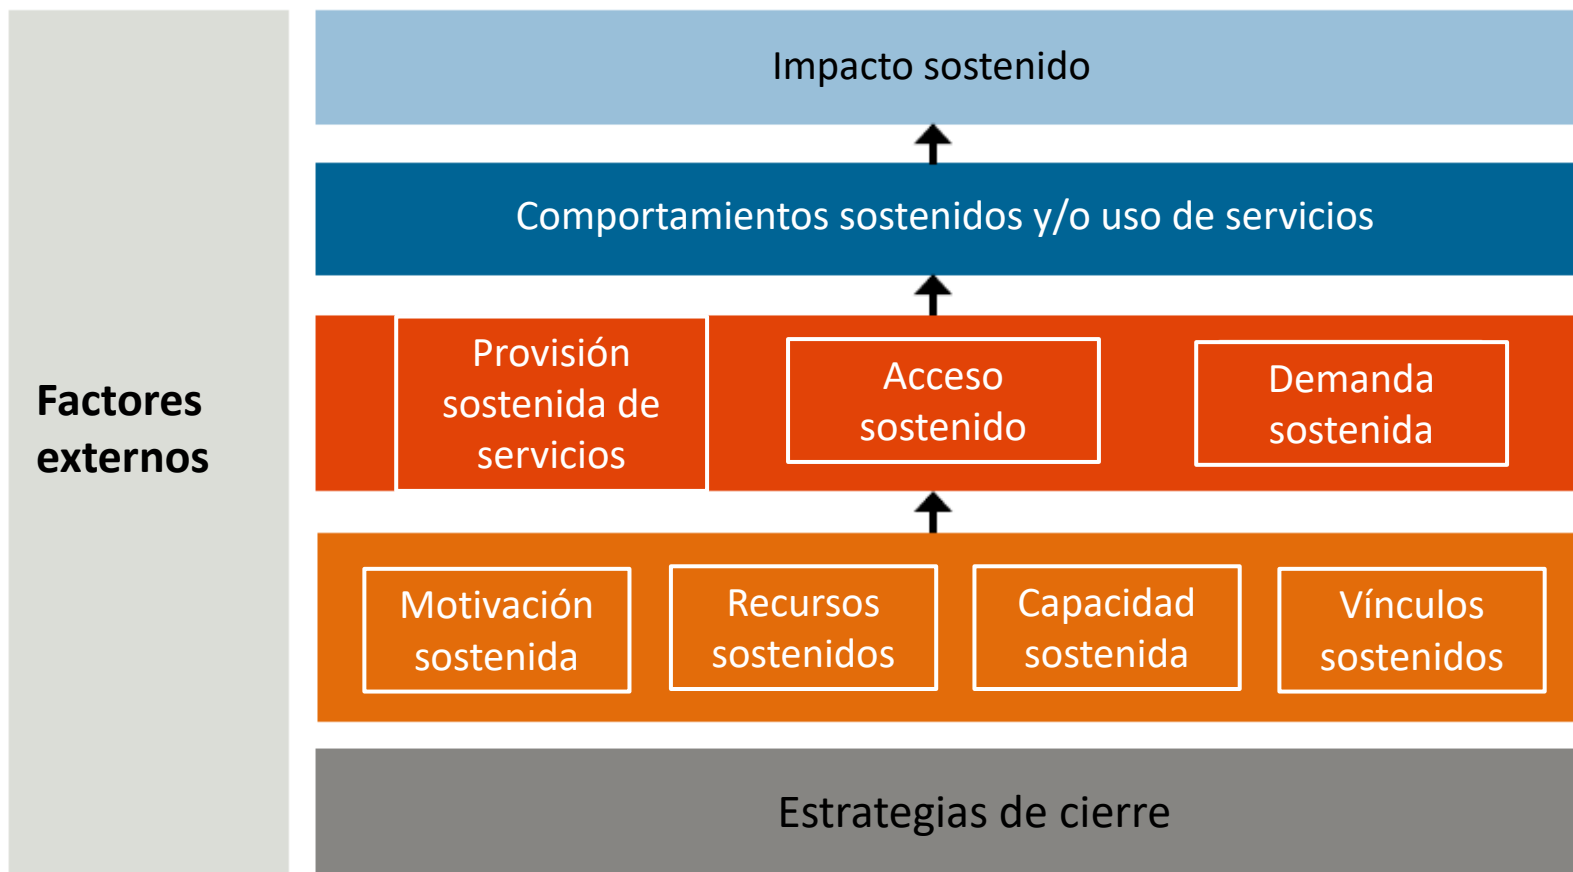 Factores
externos
Impacto sostenido
Comportamientos sostenidos y/o uso de servicios
Provisión
sostenida de
servicios
Acceso
sostenido
Demanda
sostenida
Motivación
sostenida
Recursos
sostenidos
Capacidad
sostenida
Vínculos
sostenidos
Estrategias de cierre